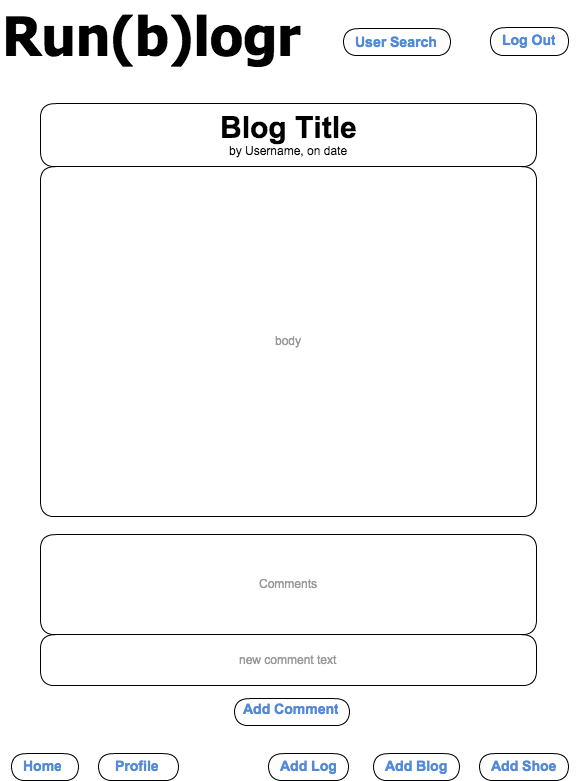 Run(b)logr
User Search
Log Out
Blog Title
by Username, on date
body
Comments
new comment text
Add Comment
Home
Profile
Add Log
Add Blog
Add Shoe